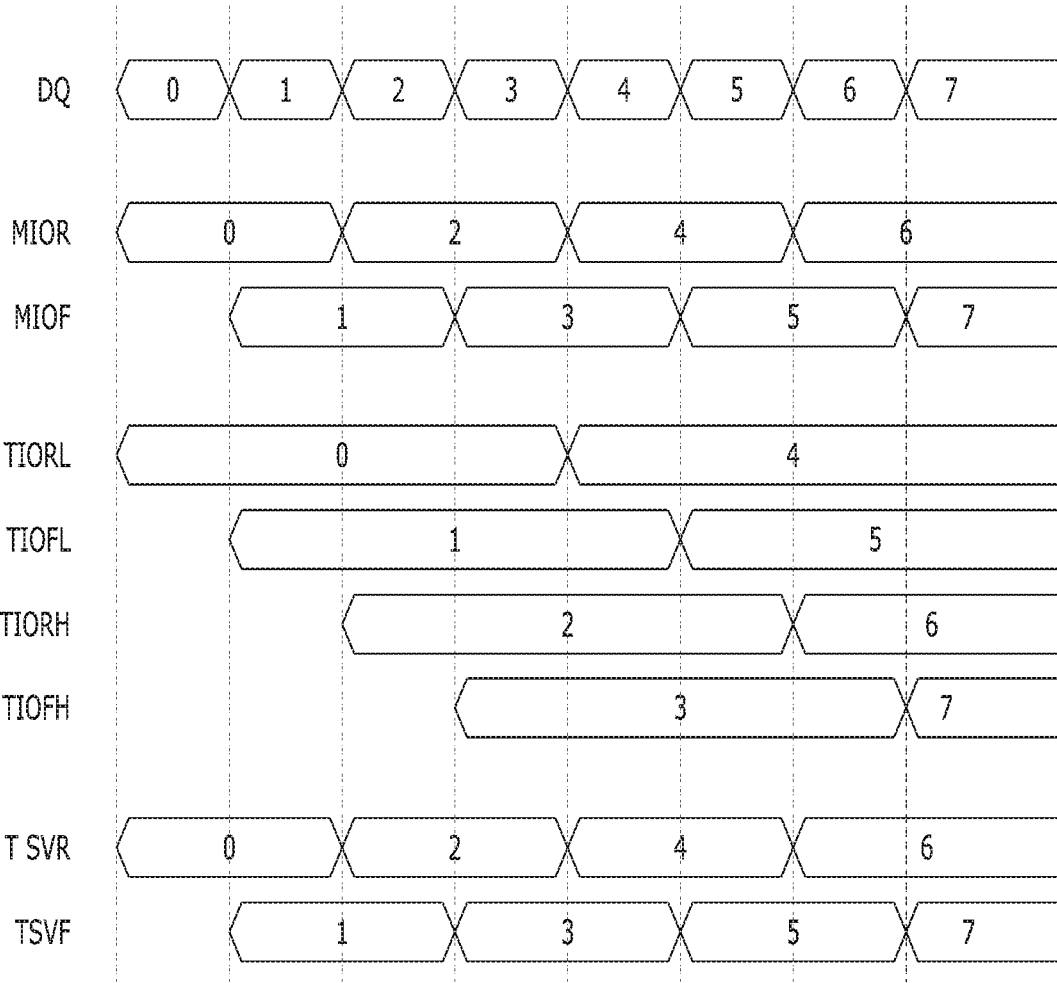 DQ 0 1 2 3 4 5 6 7
MIOR 0 2 4 6
MIOF 1 3 5 7
TIORL 0 4
TIOFL 1 5
TIORH 2 6
TIOFH 3 7
T SVR 0 2 4 6
TSVF 1 3 5 7